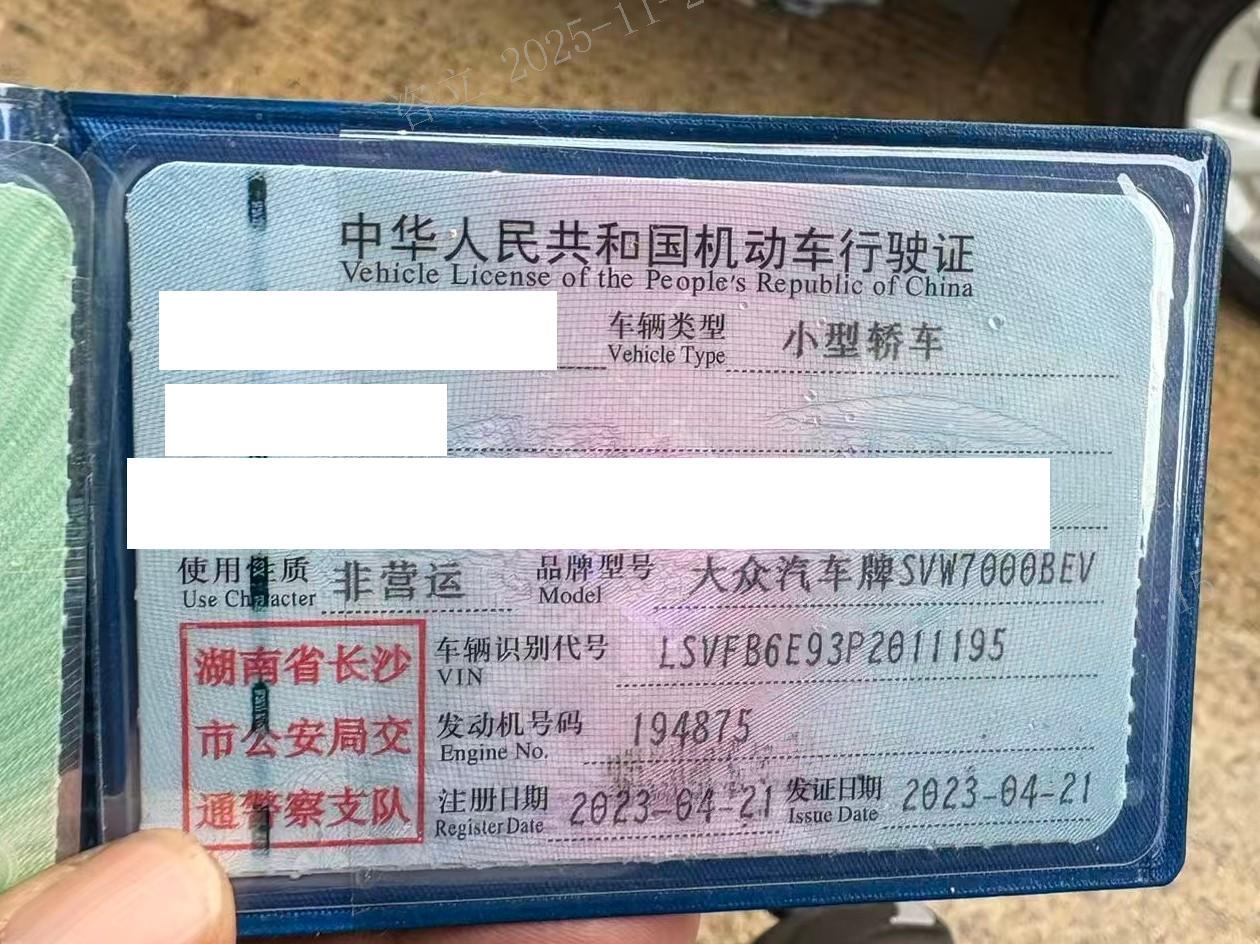 咨立 2025-11-2
中华人民共和国机动车行驶证
Vehicle License of the People's Republic of China
车辆类型 小型轿车
Vehicle Type
使用性质 非营运 品牌型号 大众汽车牌SVW7000BEV
Use Character Model
湖南省长沙
市公安局交
通警察支队
车辆识别代号 LSVFB6E93P2011195
VIN
发动机号码 194875
Engine No.
注册日期 2023-04-21 发证日期 2023-04-21
Register Date Issue Date